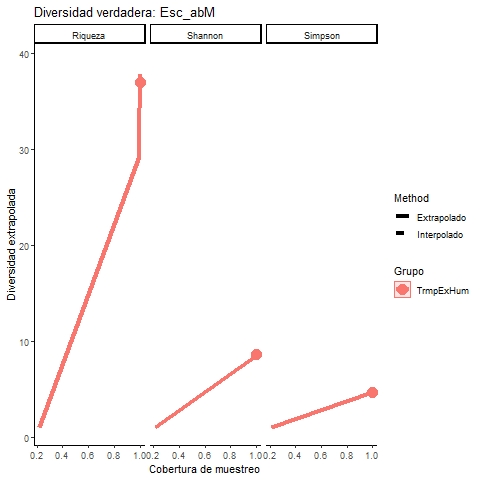 Diversidad verdadera: Esc_abM
Riqueza Shannon Simpson
40
30
20
10
0
Diversidad extrapolada
0.2 0.4 0.6 0.8 1.0 0.2 0.4 0.6 0.8 1.0 0.2 0.4 0.6 0.8 1.0
Cobertura de muestreo
Method
Extrapolado
Interpolado
Grupo
TrmpExHum